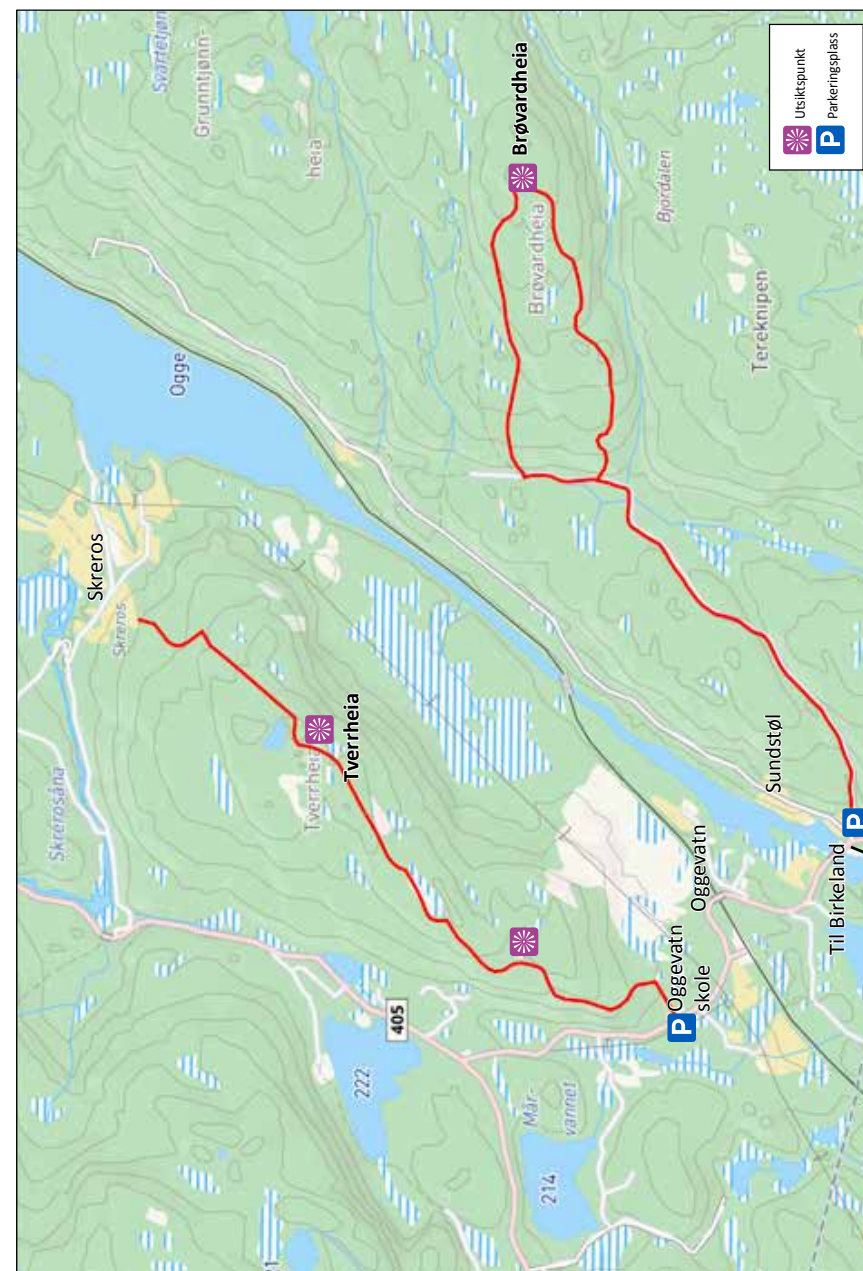 Skrerosåna
Skreros
Skreros
Svartetjøn
Grunntjønn-
heia
Ogge
Tverrheia
Tverrheia
222
405
Brøvardheia
Brøvardheia
Mår-
vannet
214
Bjordalen
P Oggevatn
skole
Oggevatn
Tereknipen
Sundstøl
Utsiktspunkt
P Parkeringsplass
Til Birkeland
P